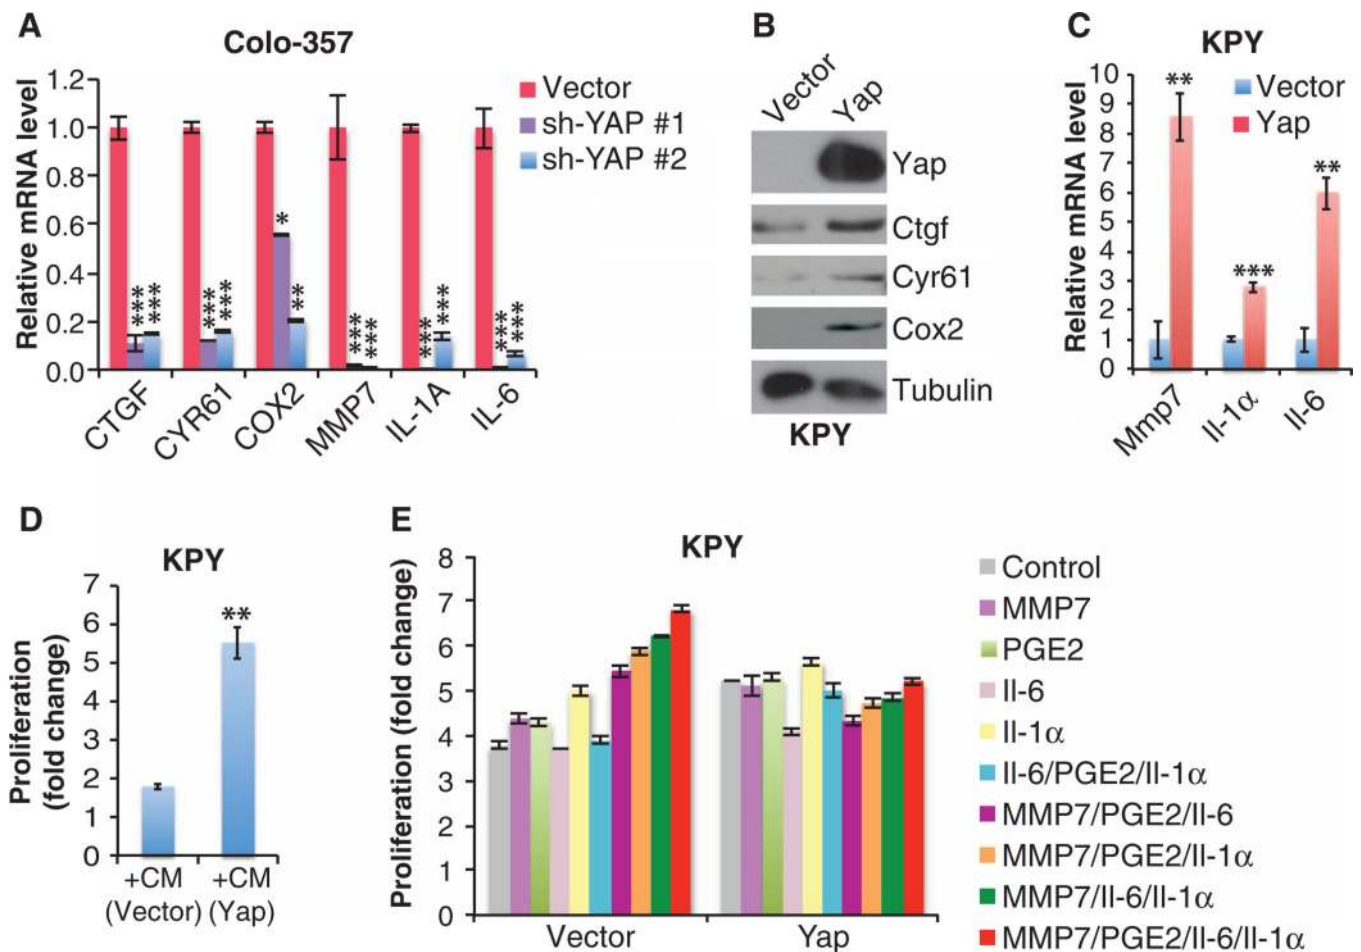 A
Colo-357
Relative mRNA level
1.2
1.0
0.8
0.6
0.4
0.2
0.0
Vector
sh-YAP #1
sh-YAP #2
***
***
***
***
*
**
***
***
***
***
***
***
CTGF
CYR61
COX2
MMP7
IL-1A
IL-6
B
Vector
Yap
Yap
Ctgf
Cyr61
Cox2
Tubulin
KPY
C
KPY
Relative mRNA level
10
9
8
7
6
5
4
3
2
1
0
Vector
Yap
**
***
**
Mmp7
Il-1α
Il-6
D
KPY
Proliferation
(fold change)
7
6
5
4
3
2
1
0
**
+CM +CM
(Vector) (Yap)
E
KPY
Proliferation (fold change)
8
7
6
5
4
3
2
1
0
Vector Yap
Control
MMP7
PGE2
Il-6
Il-1α
Il-6/PGE2/Il-1α
MMP7/PGE2/Il-6
MMP7/PGE2/Il-1α
MMP7/Il-6/Il-1α
MMP7/PGE2/Il-6/Il-1α